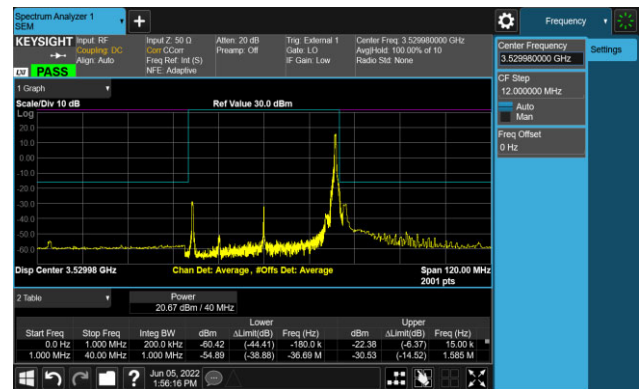 Spectrum Analyzer 1
SEM
Frequency
KEYSIGHT
Input: RF
Coupling: DC
Align: Auto
Input Z: 50 Ω
Corr CCorr
Freq Ref: Int (S)
NFE: Adaptive
Atten: 20 dB
Preamp: Off
Trig: External 1
Gate: LO
IF Gain: Low
Center Freq: 3.529980000 GHz
Avg|Hold: 100.00% of 10
Radio Std: None
LXI
PASS
Center Frequency
3.529980000 GHz
Settings
CF Step
12.000000 MHz
Auto
Man
Freq Offset
0 Hz
1 Graph
Scale/Div 10 dB
Ref Value 30.0 dBm
Log
20.0
10.0
0.00
-10.0
-20.0
-30.0
-40.0
-50.0
-60.0
Disp Center 3.52998 GHz
Chan Det: Average, #Offs Det: Average
Span 120.00 MHz
2001 pts
2 Table
Power
20.67 dBm / 40 MHz
Lower Upper
Start Freq Stop Freq Integ BW dBm ΔLimit(dB) Freq (Hz) dBm ΔLimit(dB) Freq (Hz)
0.0 Hz 1.000 MHz 200.0 kHz -60.42 (-44.41) -180.0 k -22.38 (-6.37) 15.00 k
1.000 MHz 40.00 MHz 1.000 MHz -54.89 (-38.88) -36.69 M -30.53 (-14.52) 1.585 M
?
Jun 05, 2022
1:56:16 PM